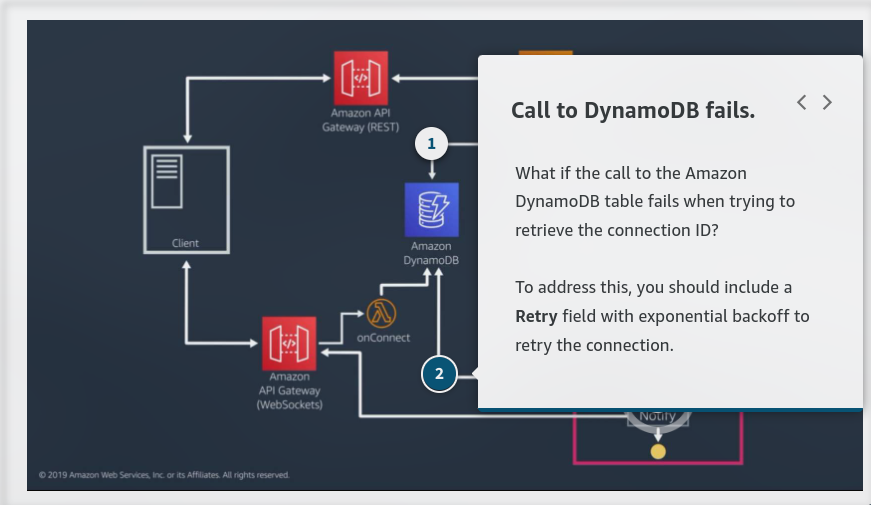 Amazon API
Gateway (REST)
1
Call to DynamoDB fails.
What if the call to the Amazon
DynamoDB table fails when trying to
retrieve the connection ID?
To address this, you should include a
Retry field with exponential backoff to
retry the connection.
Client
Amazon
DynamoDB
onConnect
2
Amazon
API Gateway
(WebSockets)
Notify
© 2019 Amazon Web Services, Inc. or its Affiliates. All rights reserved.